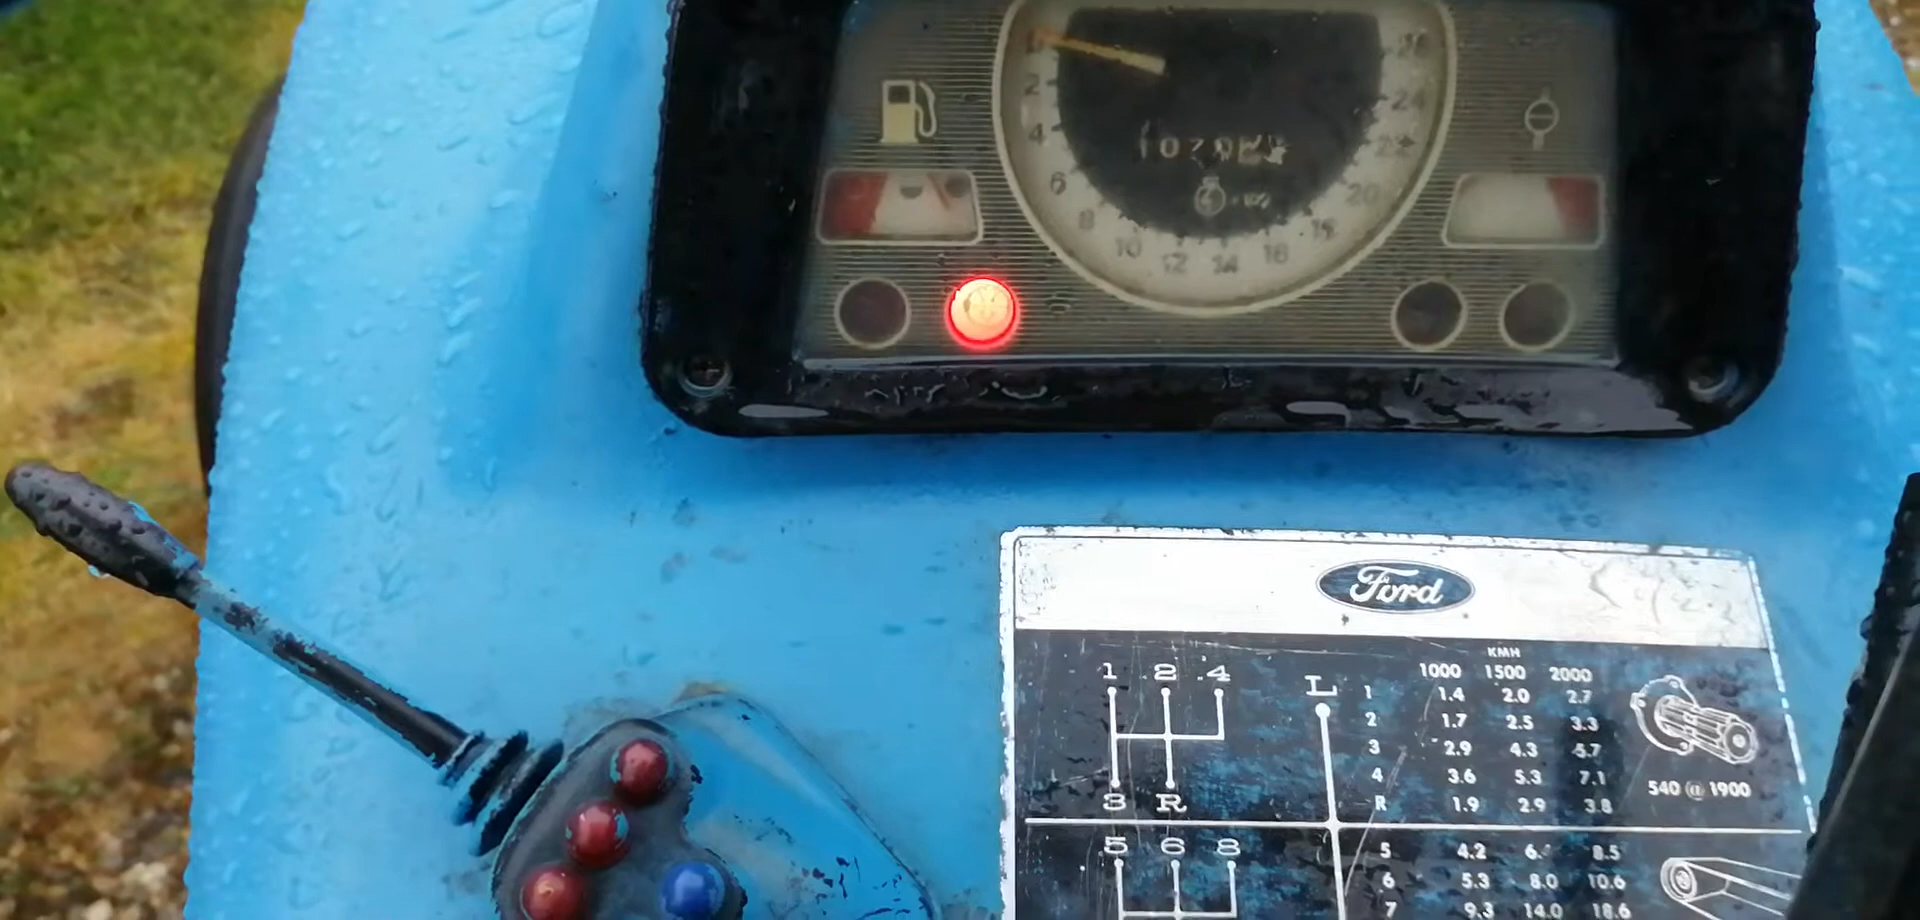 2
4
6
8
10
12
14
16
20
24
Ford
KMH
1000 1500 2000
1 2 4
L
1 1.4 2.0 2.7
2 1.7 2.5 3.3
3 2.9 4.3 5.7
4 3.6 5.3 7.1
R 1.9 2.9 3.8
3 R
540 @ 1900
5 6 8
5 4.2 8.5
6 5.3 8.0 10.6
7 9.3 14.0 18.6